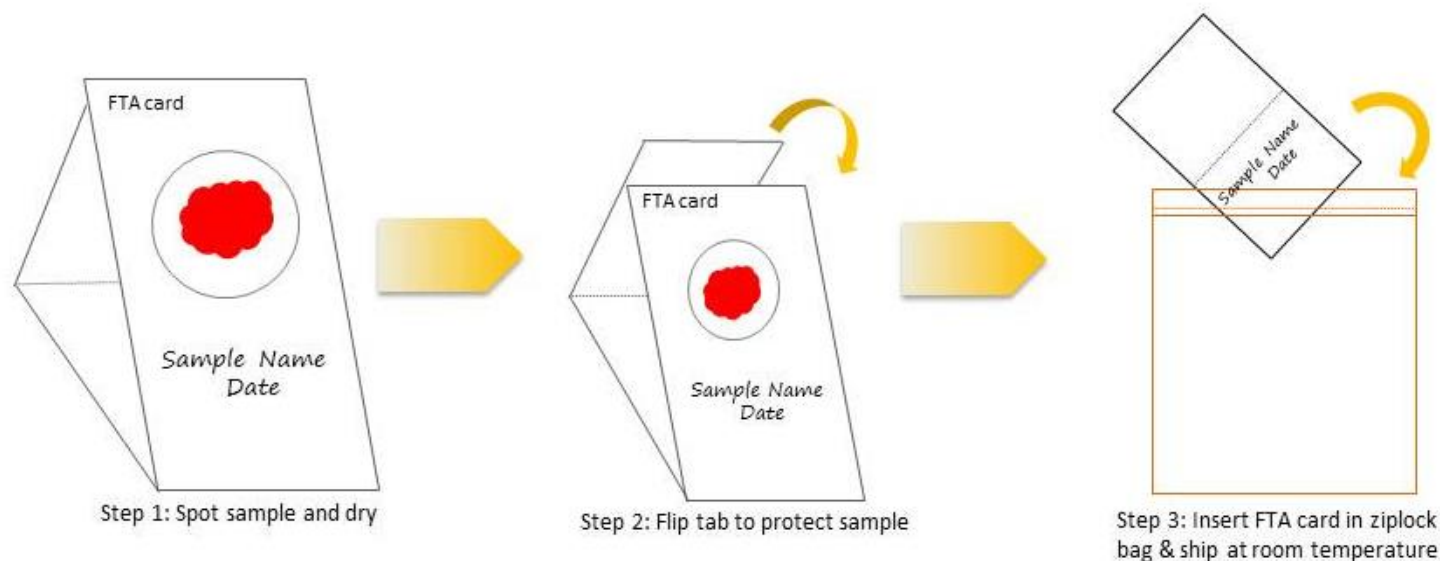 FTA card
Sample Name
Date
Step 1: Spot sample and dry
FTA card
Sample Name
Date
Step 2: Flip tab to protect sample
Sample Name
Date
Step 3: Insert FTA card in ziplock
bag & ship at room temperature